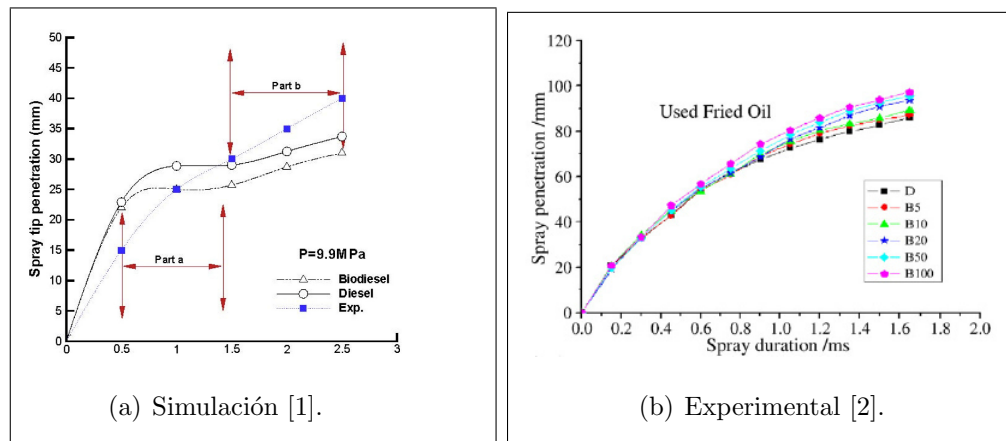 50
45
40
35
30
25
20
15
10
5
0
Spray tip penetration (mm)
Part b
Part a
P=9.9MPa
Biodiesel
Diesel
Exp.
0 0.5 1 1.5 2 2.5 3
(a) Simulación [1].
120
100
80
60
40
20
0
Spray penetration /mm
Used Fried Oil
D
B5
B10
B20
B50
B100
0.0 0.2 0.4 0.6 0.8 1.0 1.2 1.4 1.6 1.8 2.0
Spray duration /ms
(b) Experimental [2].